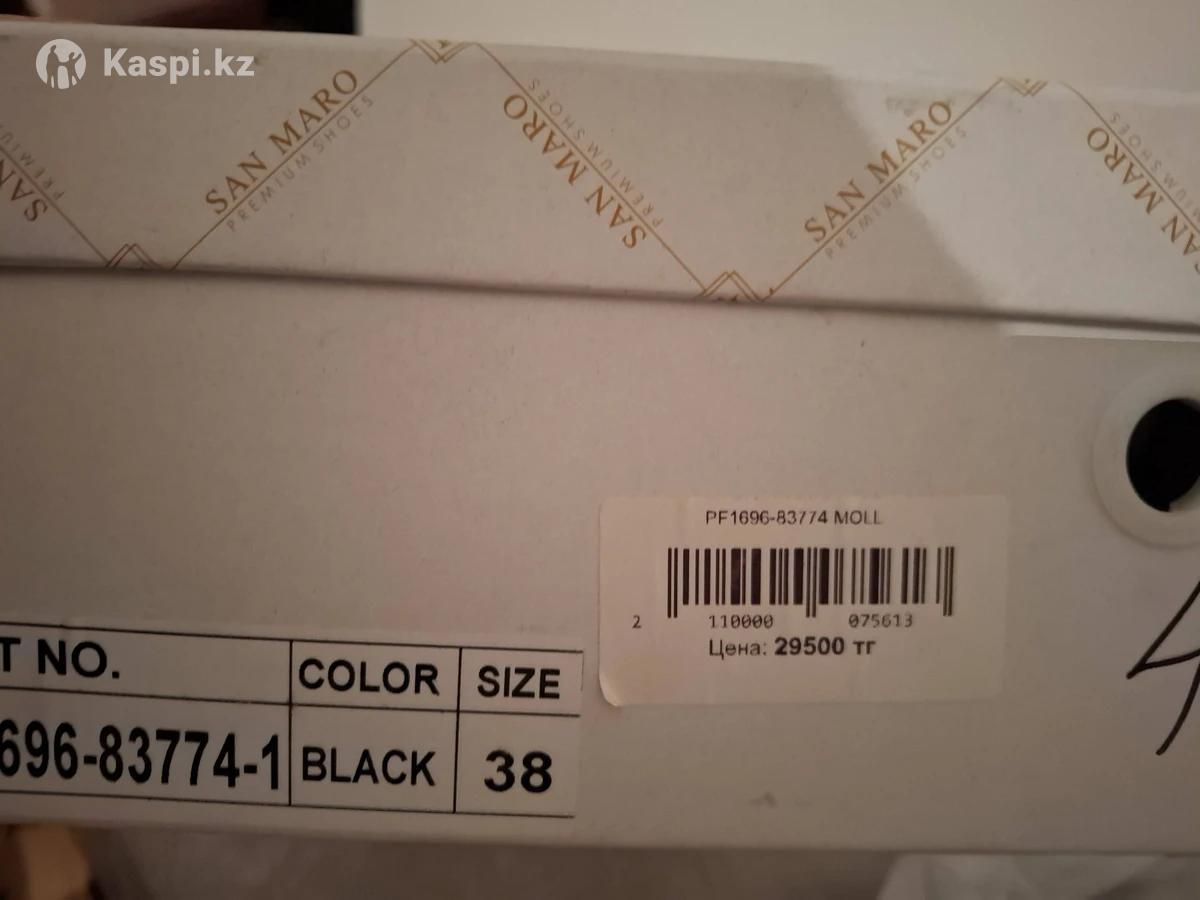 Kaspi.kz
SAN MARO
PREMIUM SHOES
SAN MARO
PREMIUM SHOES
SAN MARO
PREMIUM SHOES
SAN MARO
SAN
PF1696-83774 MOLL
2 110000 075613
Цена: 29500 тг
T NO. COLOR SIZE
696-83774-1 BLACK 38